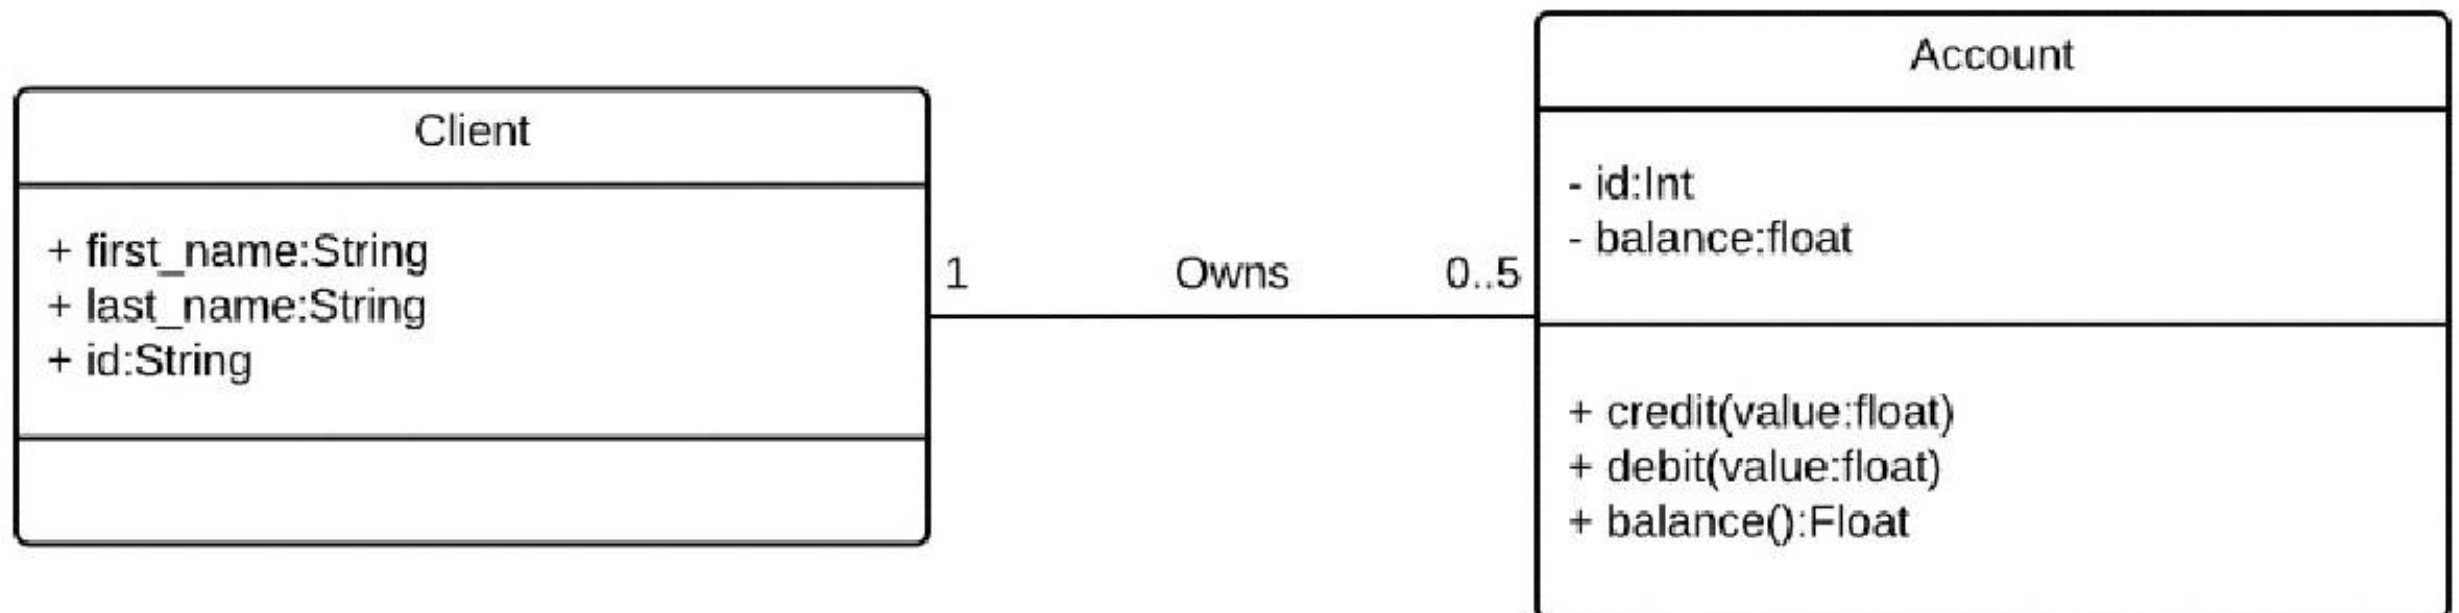 Client
+ first_name:String
+ last_name:String
+ id:String
1
Owns
0..5
Account
- id:Int
- balance:float
+ credit(value:float)
+ debit(value:float)
+ balance():Float